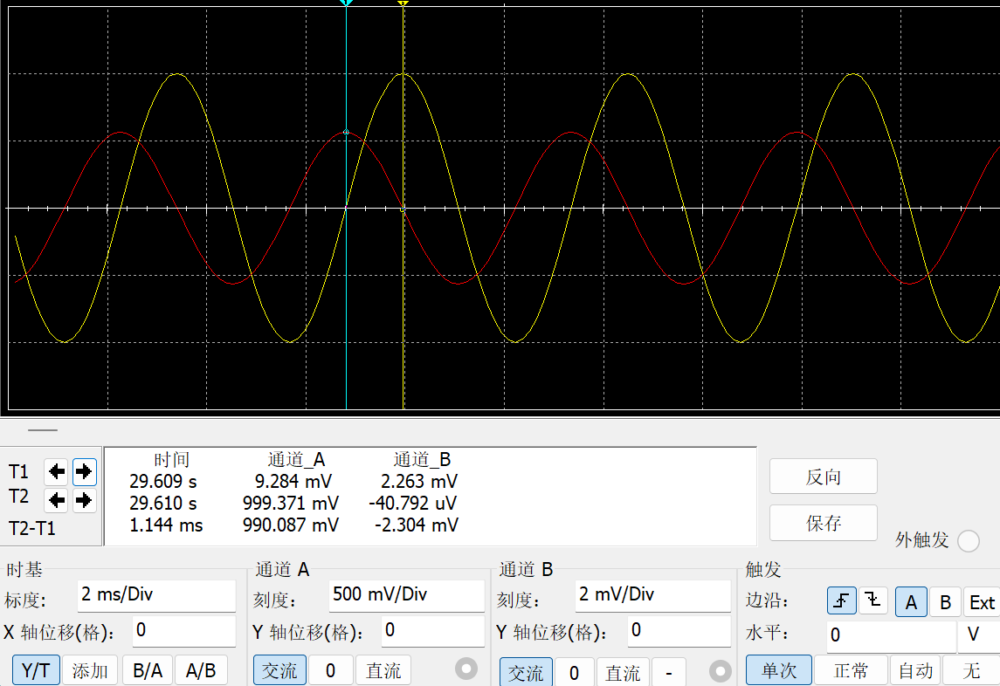 1
2
时间 通道_A 通道_B
T1 29.609 s 9.284 mV 2.263 mV
T2 29.610 s 999.371 mV -40.792 uV
T2-T1 1.144 ms 990.087 mV -2.304 mV
反向
保存
外触发
时基
标度: 2 ms/Div
X 轴位移(格): 0
Y/T 添加 B/A A/B
通道 A
刻度: 500 mV/Div
Y 轴位移(格): 0
交流 0 直流
通道 B
刻度: 2 mV/Div
Y 轴位移(格): 0
交流 0 直流 -
触发
边沿: A B Ext
水平: 0 V
单次 正常 自动 无